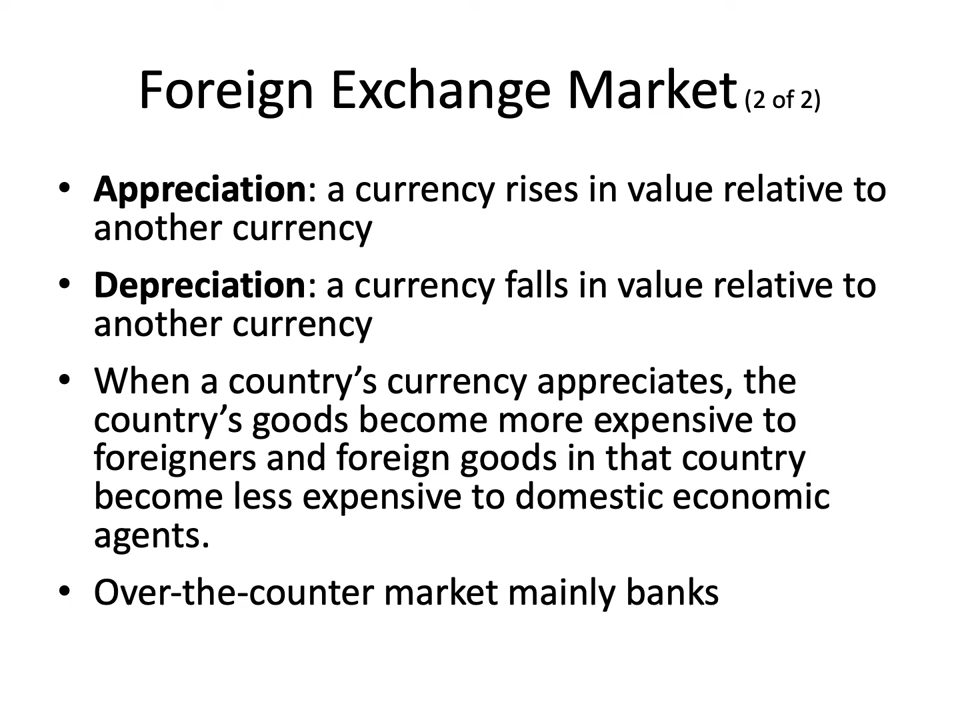 Foreign Exchange Market (2 of 2)
• Appreciation: a currency rises in value relative to
another currency
• Depreciation: a currency falls in value relative to
another currency
• When a country’s currency appreciates, the
country’s goods become more expensive to
foreigners and foreign goods in that country
become less expensive to domestic economic
agents.
• Over-the-counter market mainly banks